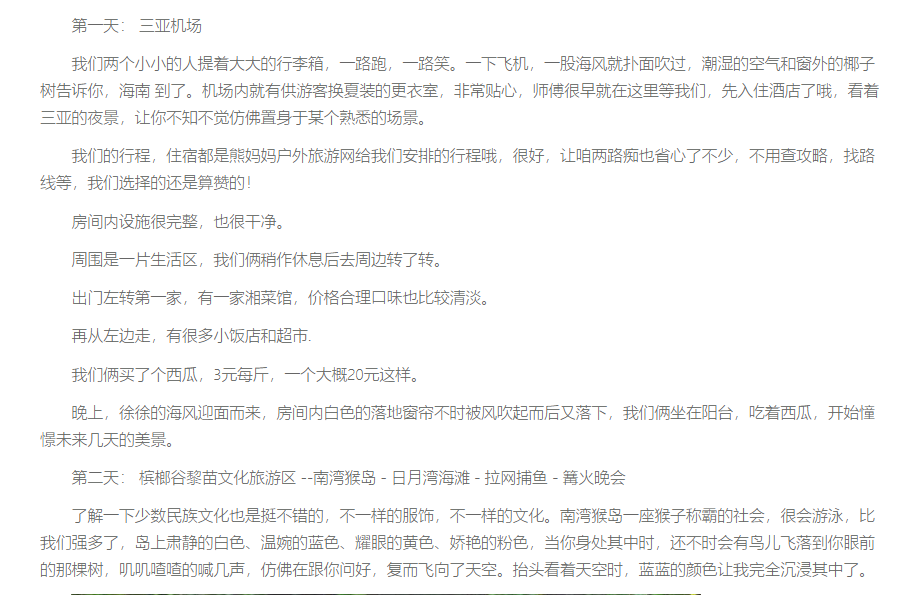 第一天： 三亚机场
我们两个小小的人提着大大的行李箱，一路跑，一路笑。一下飞机，一股海风就扑面吹过，潮湿的空气和窗外的椰子
树告诉你，海南 到了。机场内就有供游客换夏装的更衣室，非常贴心，师傅很早就在这里等我们，先入住酒店了哦，看着
三亚的夜景，让你不知不觉仿佛置身于某个熟悉的场景。
我们的行程，住宿都是熊妈妈户外旅游网给我们安排的行程哦，很好，让咱两路痴也省心了不少，不用查攻略，找路
线等，我们选择的还是算赞的！
房间内设施很完整，也很干净。
周围是一片生活区，我们俩稍作休息后去周边转了转。
出门左转第一家，有一家湘菜馆，价格合理口味也比较清淡。
再从左边走，有很多小饭店和超市.
我们俩买了个西瓜，3元每斤，一个大概20元这样。
晚上，徐徐的海风迎面而来，房间内白色的落地窗帘不时被风吹起而后又落下，我们俩坐在阳台，吃着西瓜，开始憧
憬未来几天的美景。
第二天： 槟榔谷黎苗文化旅游区 --南湾猴岛 - 日月湾海滩 - 拉网捕鱼 - 篝火晚会
了解一下少数民族文化也是挺不错的，不一样的服饰，不一样的文化。南湾猴岛一座猴子称霸的社会，很会游泳，比
我们强多了，岛上肃静的白色、温婉的蓝色、耀眼的黄色、娇艳的粉色，当你身处其中时，还不时会有鸟儿飞落到你眼前
的那棵树，叽叽喳喳的喊几声，仿佛在跟你问好，复而飞向了天空。抬头看着天空时，蓝蓝的颜色让我完全沉浸其中了。